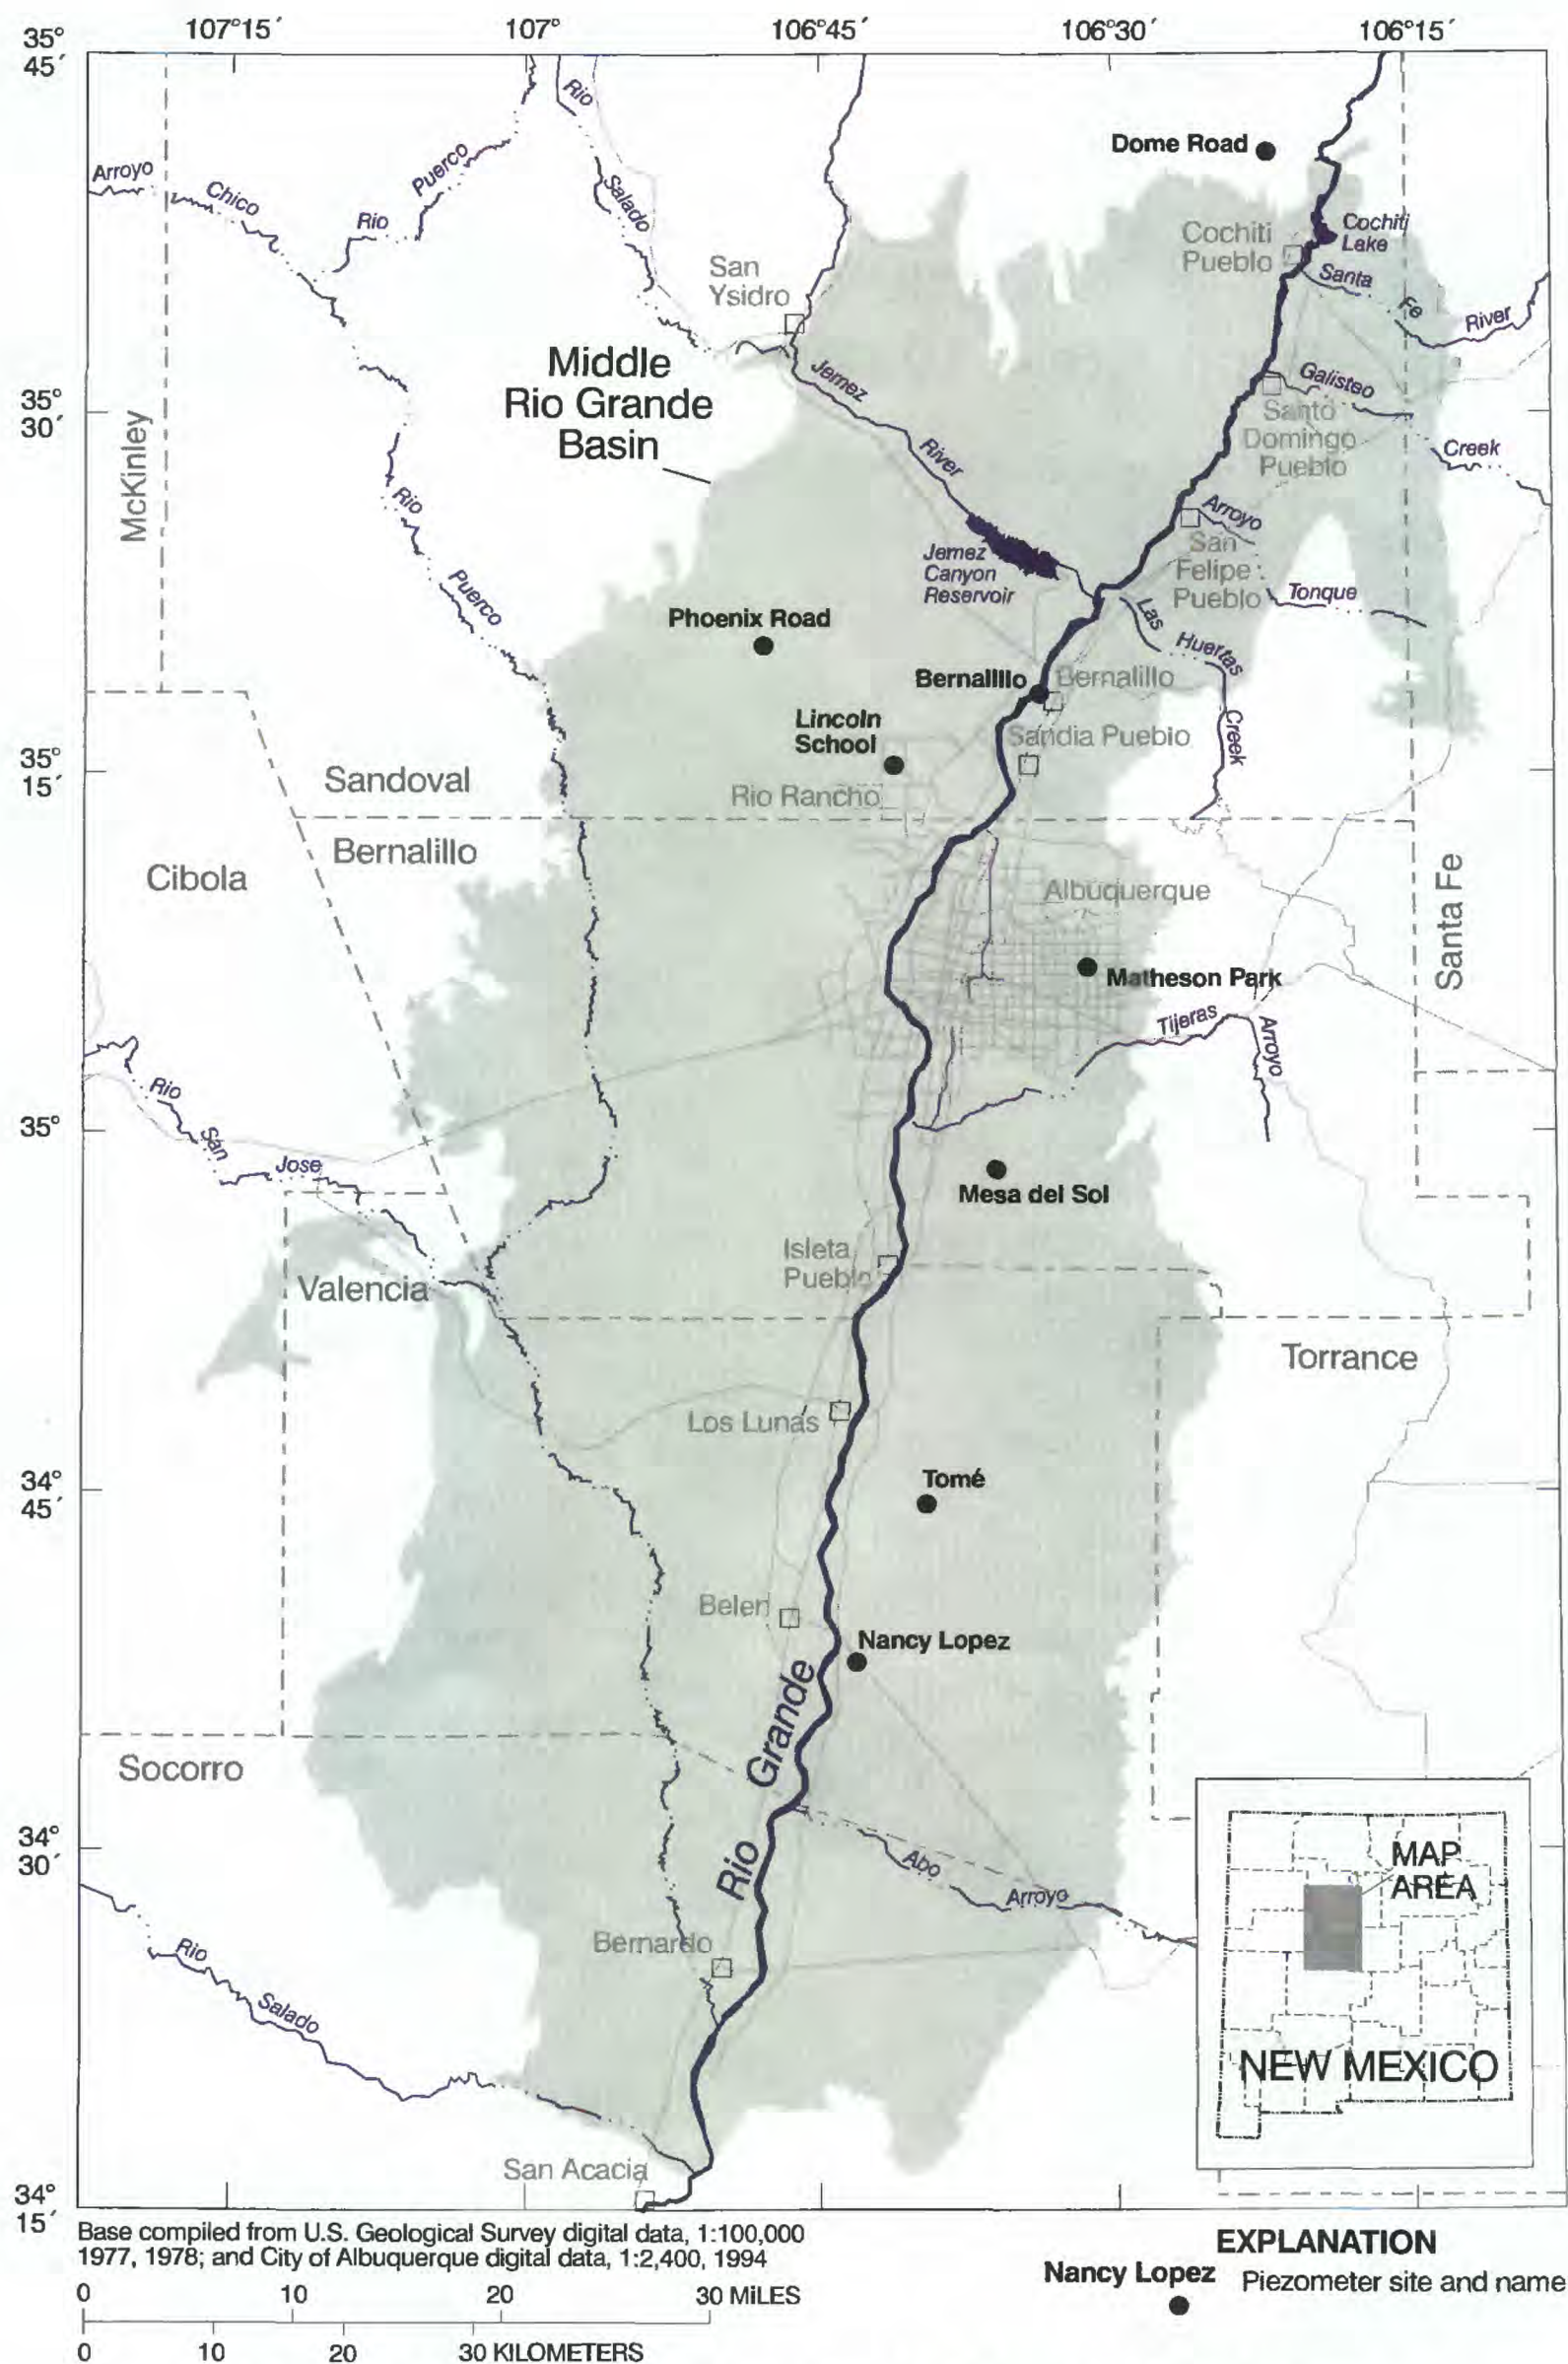 107°15′ 107° 106°45′ 106°30′ 106°15′
35°
45′
Dome Road
Arroyo
Chico
Rio
Puerco
Rio
Salado
Cochiti
Pueblo
Cochiti
Lake
San
Ysidro
Santa
Fe
River
Middle
Rio Grande
Basin
Jemez
River
Galisteo
Creek
35°
30′
McKinley
Santo
Domingo
Pueblo
Rio
Puerco
Arroyo
Tonque
San
Felipe
Pueblo
Jemez
Canyon
Reservoir
Las
Huertas
Creek
Phoenix Road
Bernalillo
Bernalillo
Lincoln
School
Sandia Pueblo
35°
15′
Sandoval
Rio Rancho
Bernalillo
Cibola
Albuquerque
Santa Fe
Matheson Park
Tijeras
Arroyo
Rio
San
Jose
35°
Mesa del Sol
Isleta
Pueblo
Valencia
Torrance
Los Lunas
34°
45′
Tomé
Belen
Nancy Lopez
Rio Grande
Socorro
34°
30′
Abo
Arroyo
MAP
AREA
Bernardo
Rio
Salado
NEW MEXICO
San Acacia
34°
15′
Base compiled from U.S. Geological Survey digital data, 1:100,000
1977, 1978; and City of Albuquerque digital data, 1:2,400, 1994
0 10 20 30 MILES
0 10 20 30 KILOMETERS
EXPLANATION
Nancy Lopez Piezometer site and name